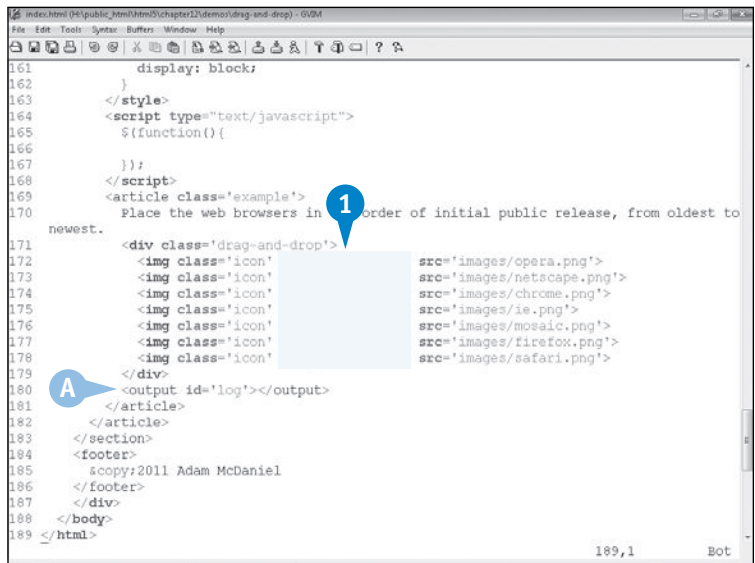 index.html (H:\public_html\html5\chapter12\demos\drag-and-drop) - GVIM
File Edit Tools Syntax Buffers Window Help
161 display: block;
162 }
163 </style>
164 <script type="text/javascript">
165 $(function(){
166
167 });
168 </script>
169 <article class='example'>
170 Place the web browsers in order of initial public release, from oldest to
newest.
1
171 <div class='drag-and-drop'>
172 <img class='icon' src='images/opera.png'>
173 <img class='icon' src='images/netscape.png'>
174 <img class='icon' src='images/chrome.png'>
175 <img class='icon' src='images/ie.png'>
176 <img class='icon' src='images/mosaic.png'>
177 <img class='icon' src='images/firefox.png'>
178 <img class='icon' src='images/safari.png'>
179 </div>
A
180 <output id='log'></output>
181 </article>
182 </article>
183 </section>
184 <footer>
185 &copy;2011 Adam McDaniel
186 </footer>
187 </div>
188 </body>
189 </html>
189,1 Bot